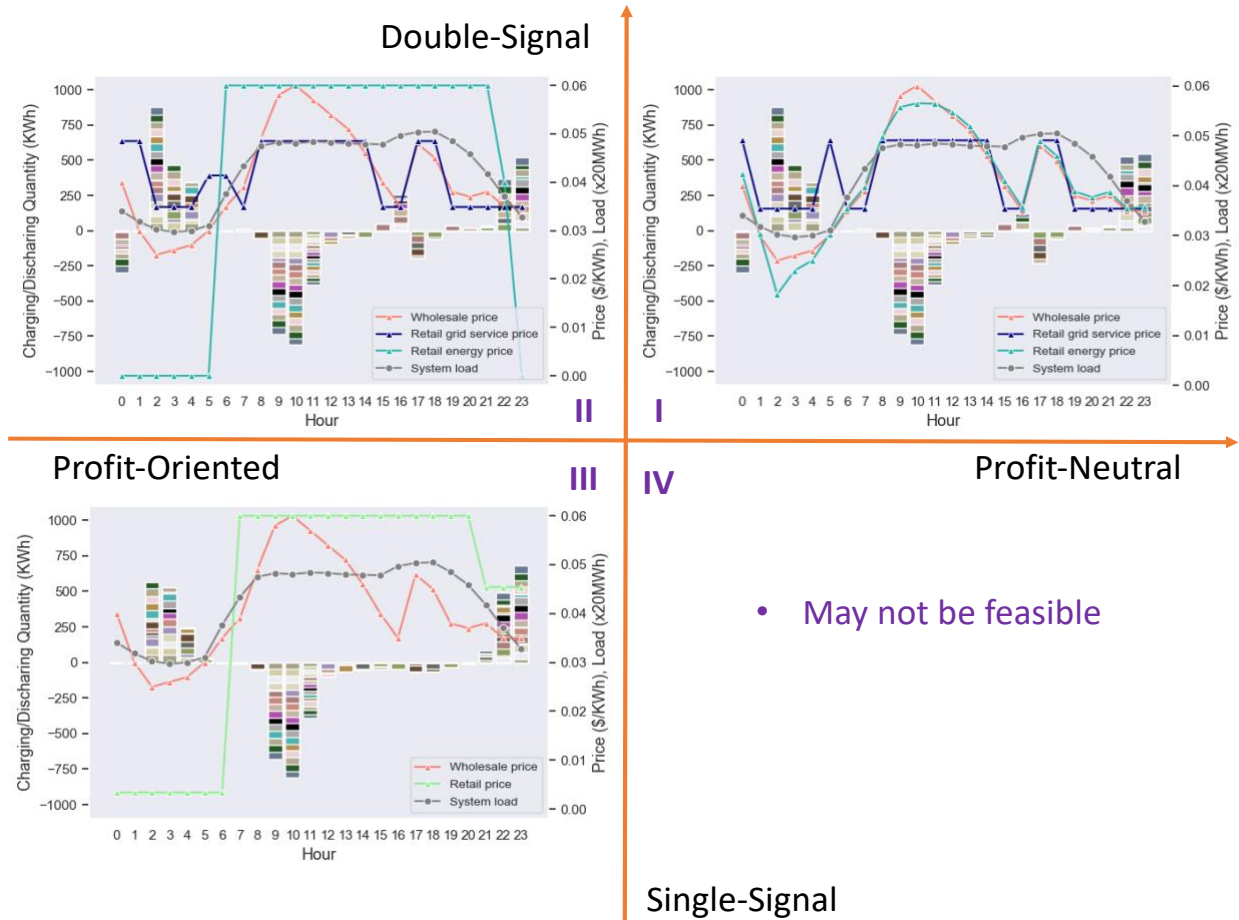 Double-Signal
1000
750
500
250
0
−250
−500
−750
−1000
Charging/Discharing Quantity (KWh)
0.06
0.05
0.04
0.03
0.02
0.01
0.00
Price ($/KWh), Load (x20MWh)
Wholesale price
Retail grid service price
Retail energy price
System load
0 1 2 3 4 5 6 7 8 9 10 11 12 13 14 15 16 17 18 19 20 21 22 23
Hour
II
1000
750
500
250
0
−250
−500
−750
−1000
Charging/Discharing Quantity (KWh)
0.06
0.05
0.04
0.03
0.02
0.01
0.00
Price ($/KWh), Load (x20MWh)
Wholesale price
Retail grid service price
Retail energy price
System load
0 1 2 3 4 5 6 7 8 9 10 11 12 13 14 15 16 17 18 19 20 21 22 23
Hour
I
Profit-Oriented
III
IV
Profit-Neutral
1000
750
500
250
0
−250
−500
−750
−1000
Charging/Discharing Quantity (KWh)
0.06
0.05
0.04
0.03
0.02
0.01
0.00
Price ($/KWh), Load (x20MWh)
Wholesale price
Retail price
System load
0 1 2 3 4 5 6 7 8 9 10 11 12 13 14 15 16 17 18 19 20 21 22 23
Hour
• May not be feasible
Single-Signal